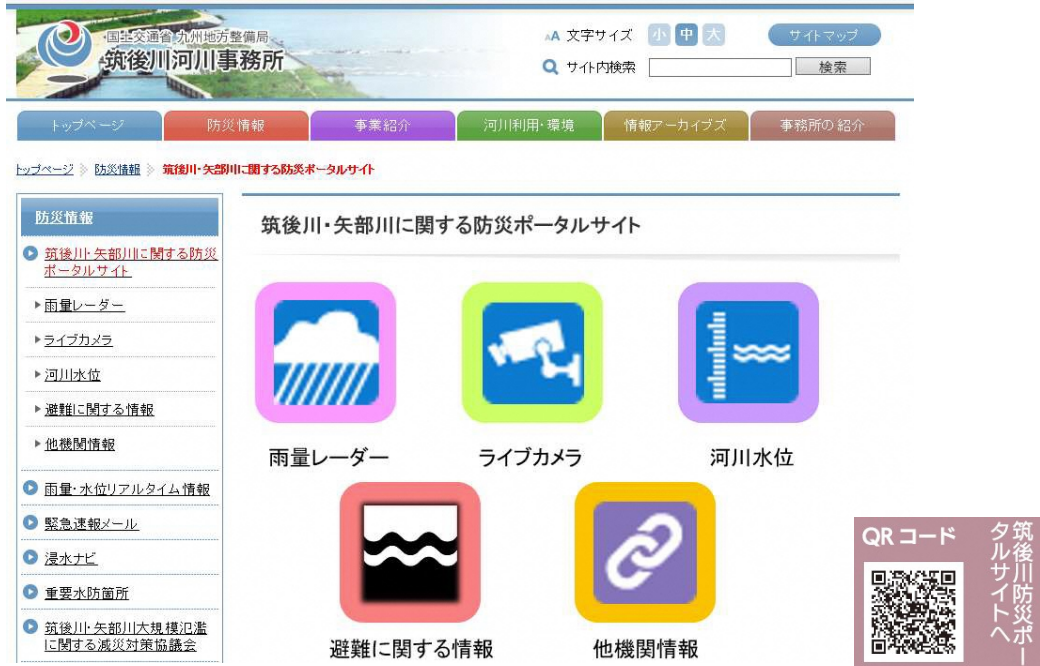 国土交通省 九州地方整備局
筑後川河川事務所
AA 文字サイズ 小 中 大
サイトマップ
サイト内検索
検索
トップページ
防災情報
事業紹介
河川利用・環境
情報アーカイブズ
事務所の紹介
トップページ 防災情報 筑後川・矢部川に関する防災ポータルサイト
防災情報
筑後川・矢部川に関する防災
ポータルサイト
雨量レーダー
ライブカメラ
河川水位
避難に関する情報
他機関情報
雨量・水位リアルタイム情報
緊急速報メール
浸水ナビ
重要水防箇所
筑後川・矢部川大規模氾濫
に関する減災対策協議会
筑後川・矢部川に関する防災ポータルサイト
雨量レーダー
ライブカメラ
河川水位
避難に関する情報
他機関情報
QRコード
筑後川防災ポー
タルサイトへ